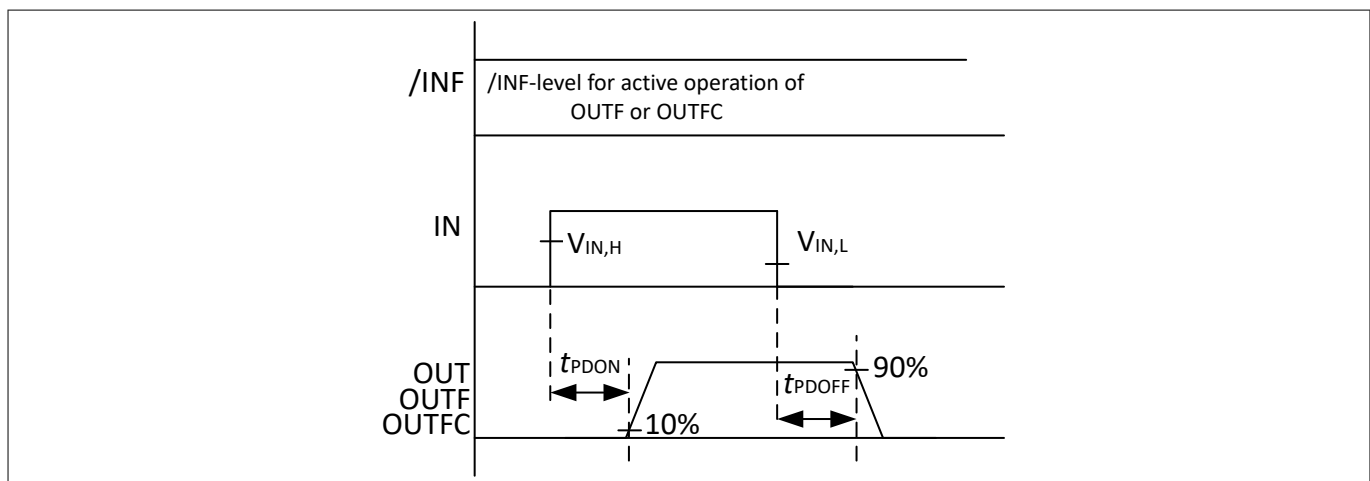 /INF
/INF-level for active operation of
OUTF or OUTFC
IN
VIN,H
VIN,L
tPDON
tPDOFF
90%
OUT
OUTF
OUTFC
10%